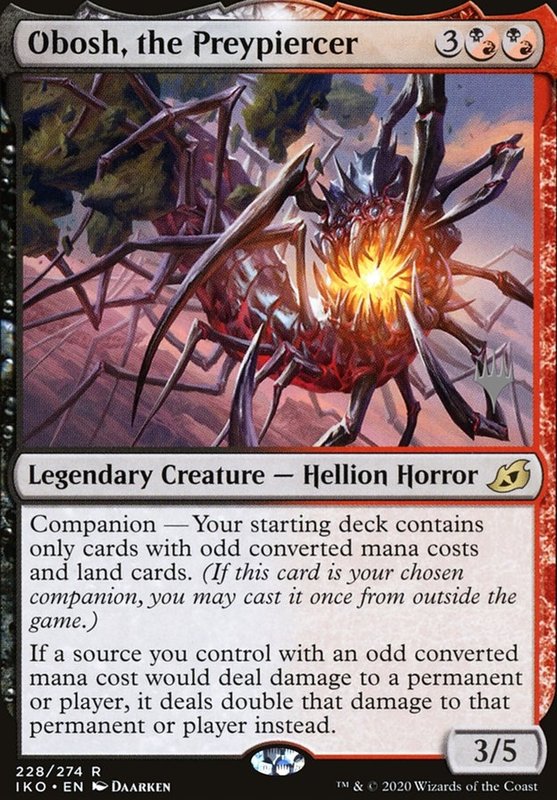 Obosh, the Preypiercer 3
Legendary Creature — Hellion Horror
Companion — Your starting deck contains
only cards with odd converted mana costs
and land cards. (If this card is your chosen
companion, you may cast it once from outside the
game.)
If a source you control with an odd converted
mana cost would deal damage to a permanent
or player, it deals double that damage to that
permanent or player instead.
3/5
228/274 R
IKO • EN DAARKEN ™ & © 2020 Wizards of the Coast